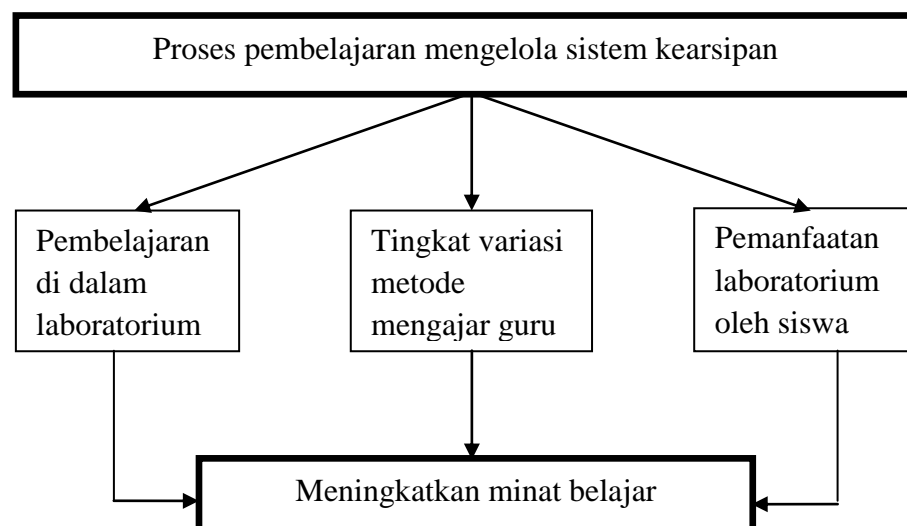 Proses pembelajaran mengelola sistem kearsipan
Pembelajaran
di dalam
laboratorium
Tingkat variasi
metode
mengajar guru
Pemanfaatan
laboratorium
oleh siswa
Meningkatkan minat belajar